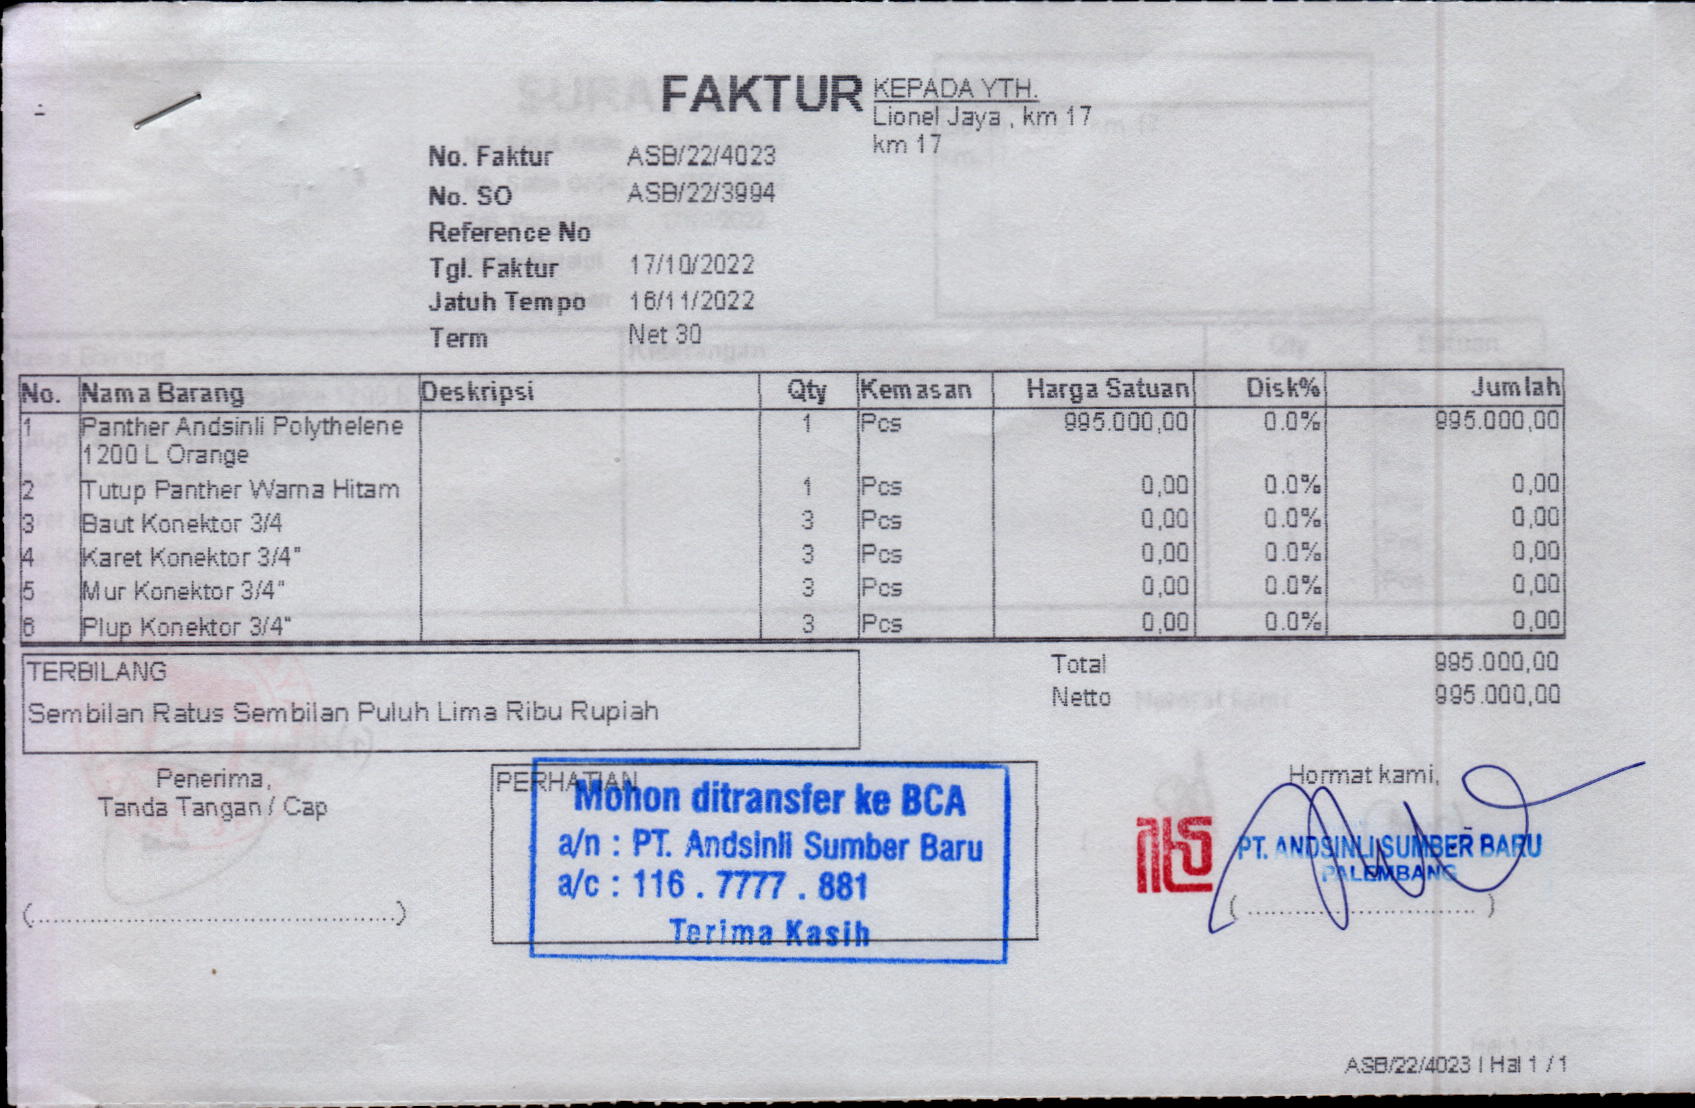 FAKTUR
KEPADA YTH.
Lionel Jaya , km 17
km 17
No. Faktur ASB/22/4023
No. SO ASB/22/3994
Reference No
Tgl. Faktur 17/10/2022
Jatuh Tempo 16/11/2022
Term Net 30
No. Nama Barang Deskripsi Qty Kemasan Harga Satuan Disk% Jumlah
1 Panther Andsinli Polythelene 1 Pcs 995.000,00 0.0% 995.000,00
1200 L Orange
2 Tutup Panther Warna Hitam 1 Pcs 0,00 0.0% 0,00
3 Baut Konektor 3/4 3 Pcs 0,00 0.0% 0,00
4 Karet Konektor 3/4" 3 Pcs 0,00 0.0% 0,00
5 Mur Konektor 3/4" 3 Pcs 0,00 0.0% 0,00
6 Plup Konektor 3/4" 3 Pcs 0,00 0.0% 0,00
TERBILANG
Sembilan Ratus Sembilan Puluh Lima Ribu Rupiah
Total 995.000,00
Netto 995.000,00
Penerima,
Tanda Tangan / Cap
(..........................................)
PERHATIAN
Mohon ditransfer ke BCA
a/n : PT. Andsinli Sumber Baru
a/c : 116 . 7777 . 881
Terima Kasih
Hormat kami,
PT. ANDSINLI SUMBER BARU
PALEMBANG
( .............................. )
ASB/22/4023 | Hal 1 / 1